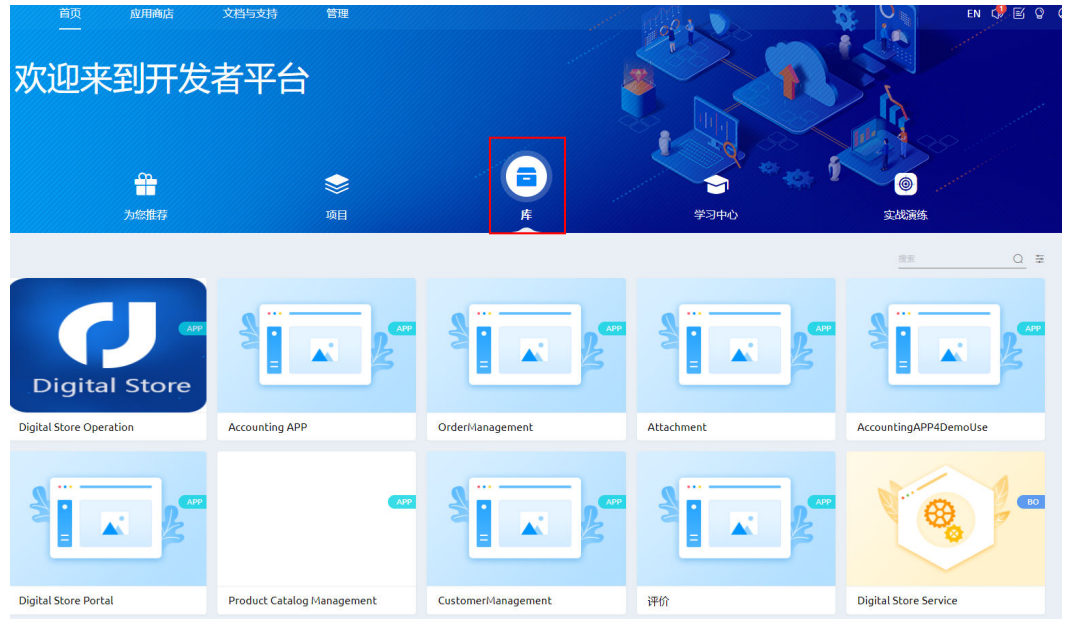 首页 应用商店 文档与支持 管理 EN 1
欢迎来到开发者平台
为您推荐 项目 库 学习中心 实战演练
搜索
APP APP APP APP APP
Digital Store
Digital Store Operation Accounting APP OrderManagement Attachment AccountingAPP4DemoUse
APP APP APP APP BO
Digital Store Portal Product Catalog Management CustomerManagement 评价 Digital Store Service